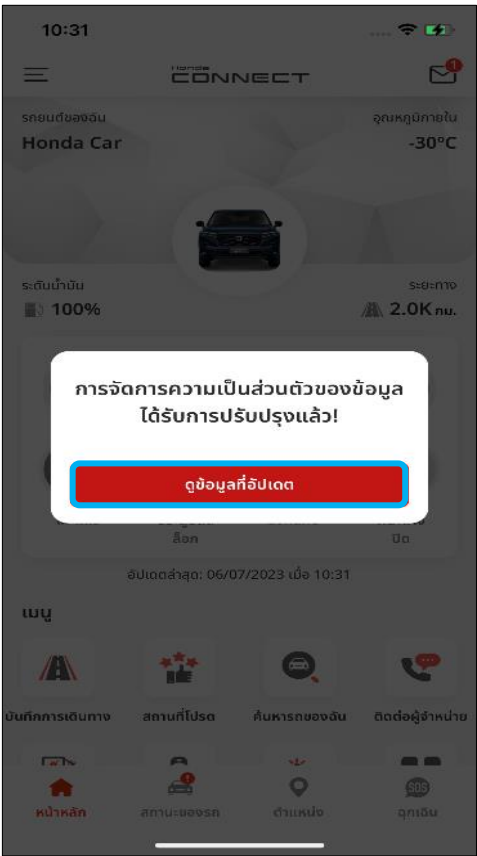 10:31
Honda
CONNECT
1
รถยนต์ของฉัน
อุณหภูมิภายใน
Honda Car
-30°C
ระดับน้ำมัน
ระยะทาง
100%
2.0K กม.
การจัดการความเป็นส่วนตัวของข้อมูล
ได้รับการปรับปรุงแล้ว!
ดูข้อมูลที่อัปเดต
ล็อก
ปิด
อัปเดตล่าสุด: 06/07/2023 เมื่อ 10:31
เมนู
บันทึกการเดินทาง
สถานที่โปรด
ค้นหารถของฉัน
ติดต่อผู้จำหน่าย
1
SOS
หน้าหลัก
สถานะของรถ
ตำแหน่ง
ฉุกเฉิน